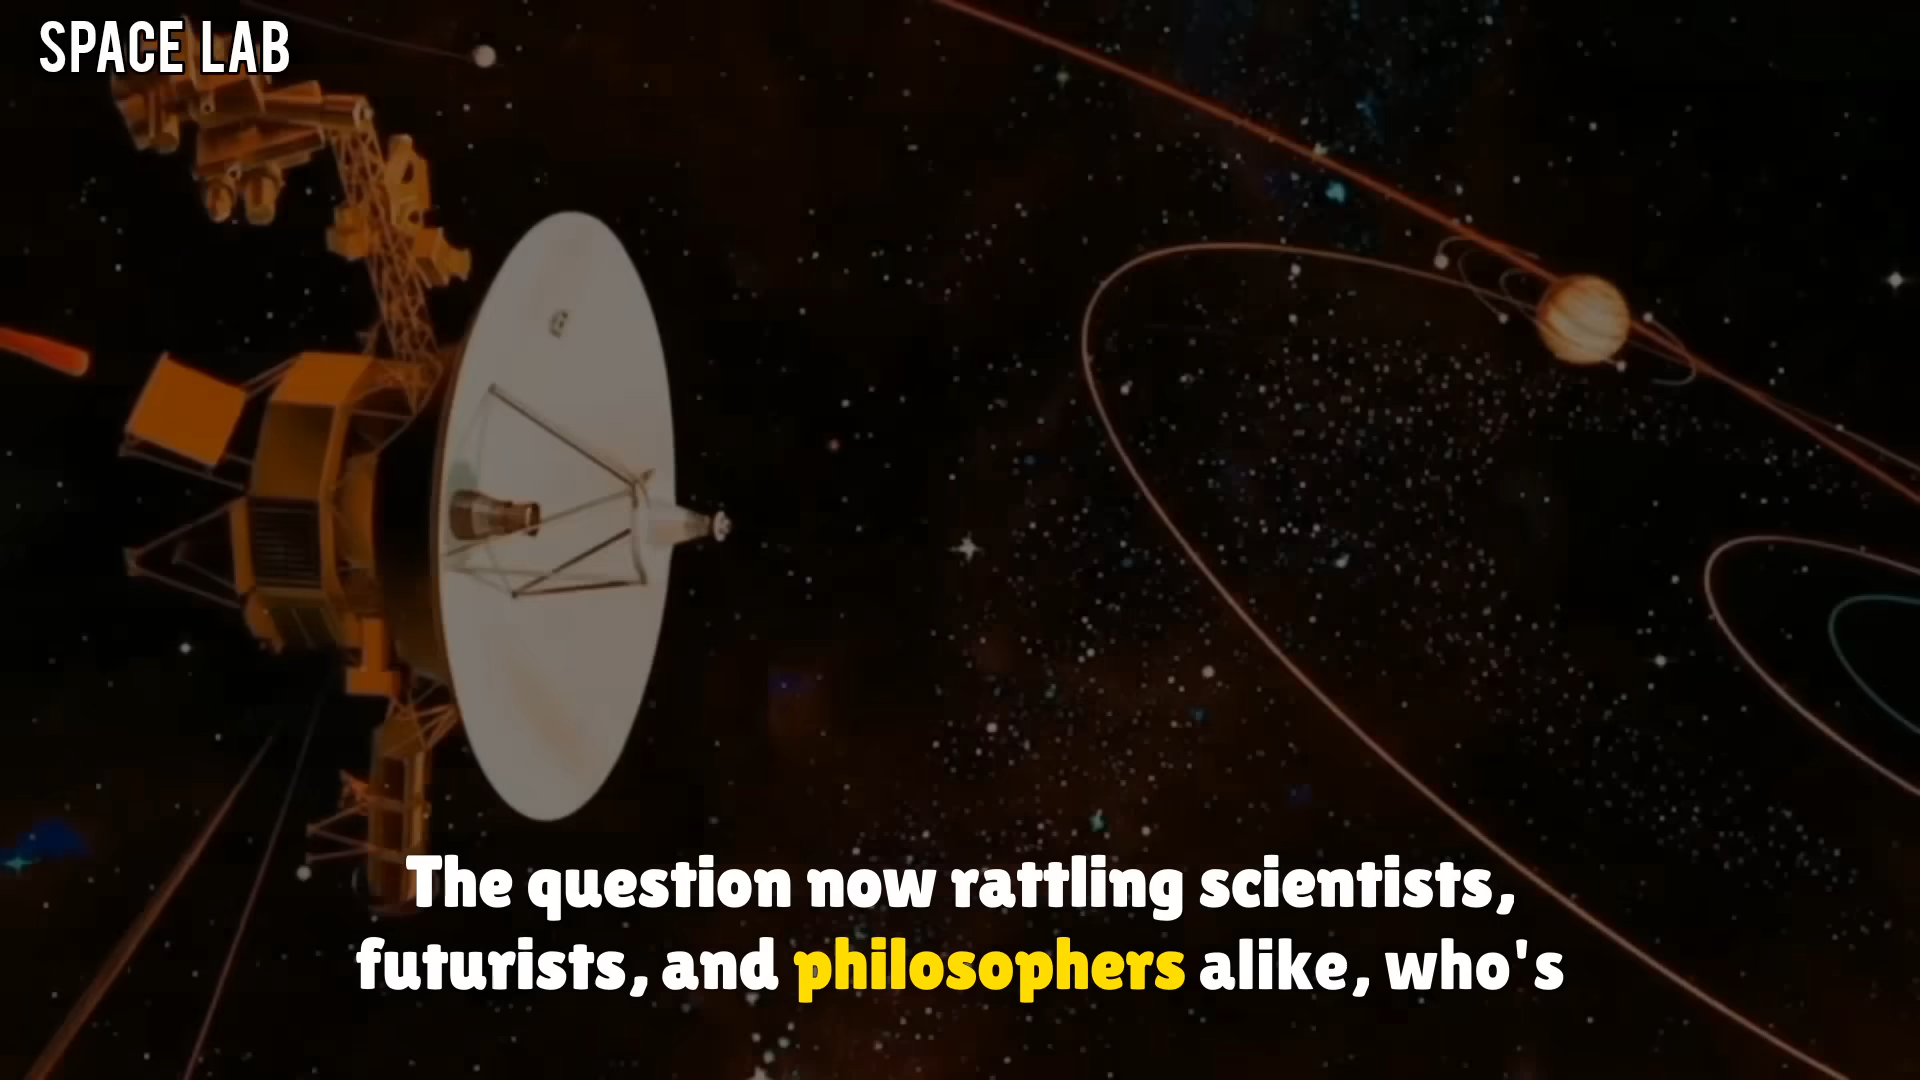 SPACE LAB
The question now rattling scientists,
futurists, and philosophers alike, who's